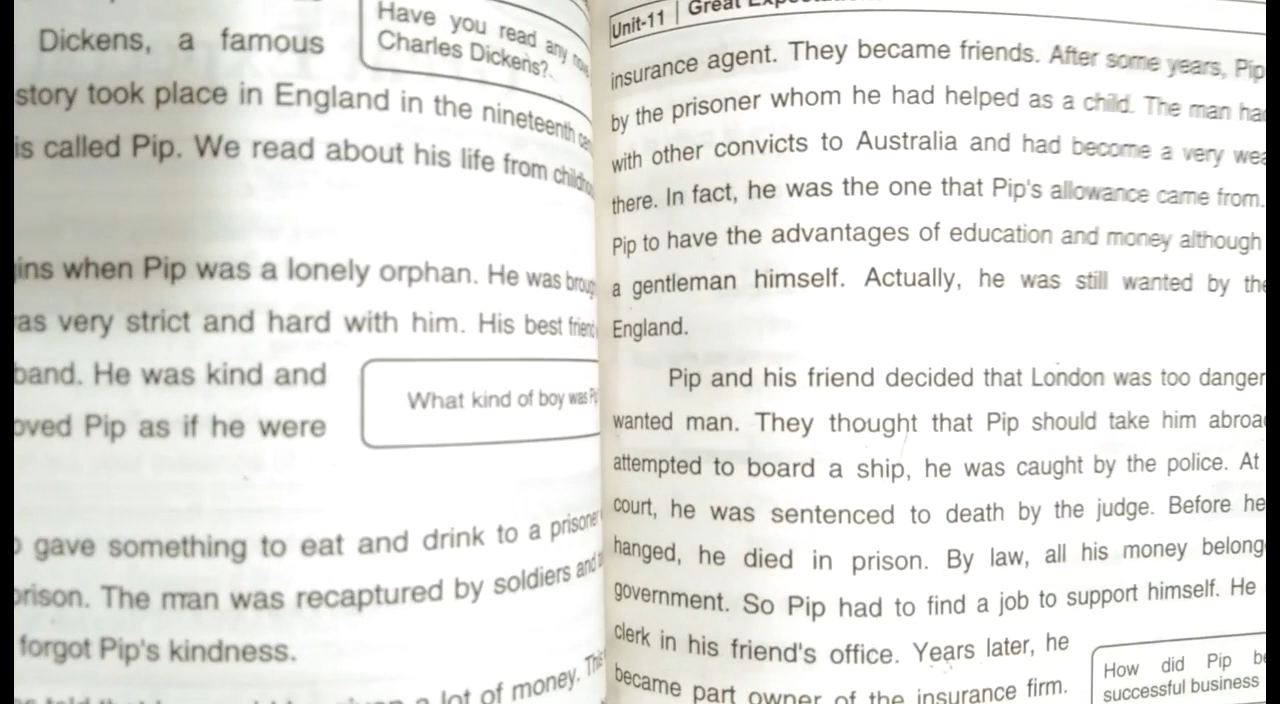 Dickens, a famous
Have you read any
Charles Dickens?
story took place in England in the nineteenth
is called Pip. We read about his life from
when Pip was a lonely orphan. He was
very strict and hard with him. His best
He was kind and
Pip as if he were
What kind of boy was
gave something to eat and drink to a prisoner
The man was recaptured by soldiers and
forgot Pip's kindness.
a lot of money.
Unit-11 | Great
insurance agent. They became friends. After some years, Pip
by the prisoner whom he had helped as a child. The man
with other convicts to Australia and had become a very
there. In fact, he was the one that Pip's allowance came from.
Pip to have the advantages of education and money although
a gentleman himself. Actually, he was still wanted by
England.
Pip and his friend decided that London was too
wanted man. They thought that Pip should take him
attempted to board a ship, he was caught by the police. At
court, he was sentenced to death by the judge. Before he
hanged, he died in prison. By law, all his money
government. So Pip had to find a job to support himself. He
clerk in his friend's office. Years later, he
became part owner of the insurance firm.
How did Pip
successful business